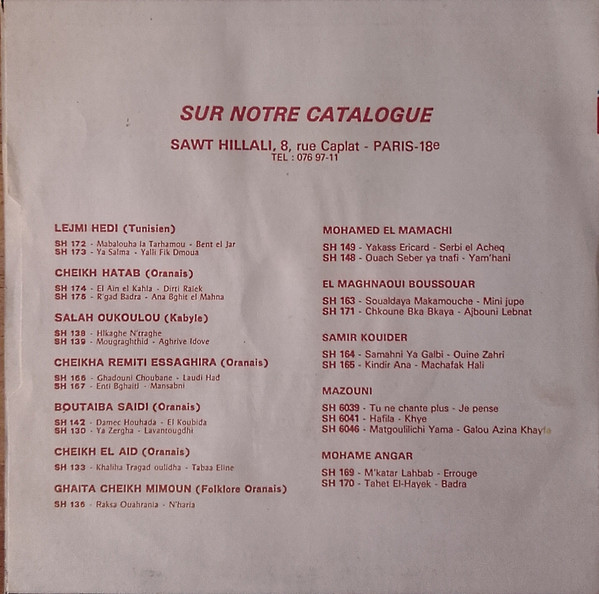 SUR NOTRE CATALOGUE
SAWT HILLALI, 8, rue Caplat - PARIS-18e
TEL : 076 97-11
LEJMI HEDI (Tunisien)
SH 172 - Mabalouha la Tarhamou - Bent el Jar
SH 173 - Ya Salma - Yalli Fik Dmoua
CHEIKH HATAB (Oranais)
SH 174 - El Ain el Kahla - Dirti Raiek
SH 175 - R'gad Badra - Ana Bghit el Mahna
SALAH OUKOULOU (Kabyle)
SH 138 - Hlkaghe N'rraghe
SH 139 - Mougraghthid - Aghrive Idove
CHEIKHA REMITI ESSAGHIRA (Oranais)
SH 166 - Ghadouni Choubane - Laudi Had
SH 167 - Enti Bghaiti - Mansabni
BOUTAIBA SAIDI (Oranais)
SH 142 - Damec Houhada - El Koubida
SH 130 - Ya Zergha - Lavantougdhi
CHEIKH EL AID (Oranais)
SH 133 - Khaliha Tragad oulidha - Tabaa Eline
GHAITA CHEIKH MIMOUN (Folklore Oranais)
SH 136 - Raksa Ouahrania - N'haria
MOHAMED EL MAMACHI
SH 149 - Yakass Ericard - Serbi el Acheq
SH 148 - Ouach Seber ya tnafi - Yam'hani
EL MAGHNAOUI BOUSSOUAR
SH 163 - Soualdaya Makamouche - Mini jupe
SH 171 - Chkoune Bka Bkaya - Ajbouni Lebnat
SAMIR KOUIDER
SH 164 - Samahni Ya Galbi - Ouine Zahri
SH 165 - Kindir Ana - Machafak Hali
MAZOUNI
SH 6039 - Tu ne chante plus - Je pense
SH 6041 - Hafila - Khye
SH 6046 - Matgoulilichi Yama - Galou Azina Khayfe
MOHAME ANGAR
SH 169 - M'katar Lahbab - Errouge
SH 170 - Tahet El-Hayek - Badra